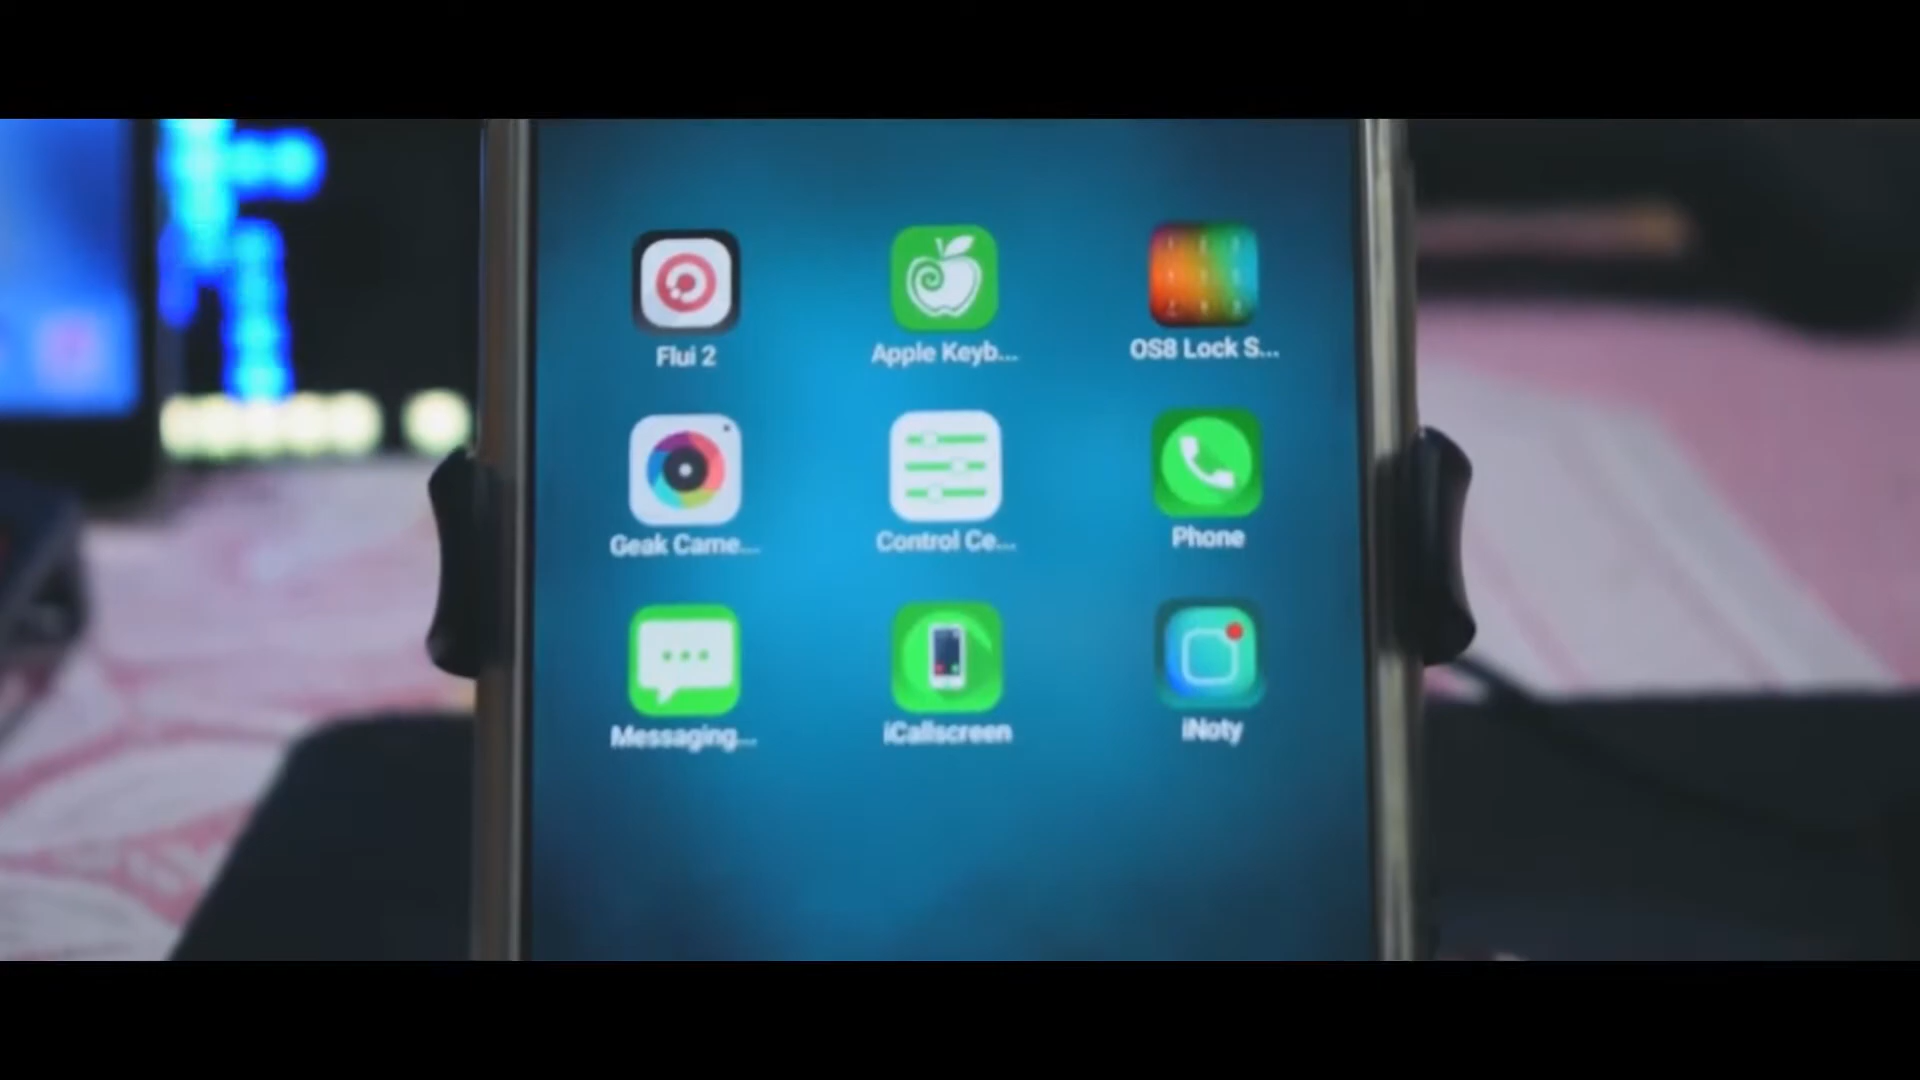 Flui 2
Apple Keyb...
OS8 Lock S...
Geak Came...
Control Ce...
Phone
Messaging...
iCallscreen
iNoty